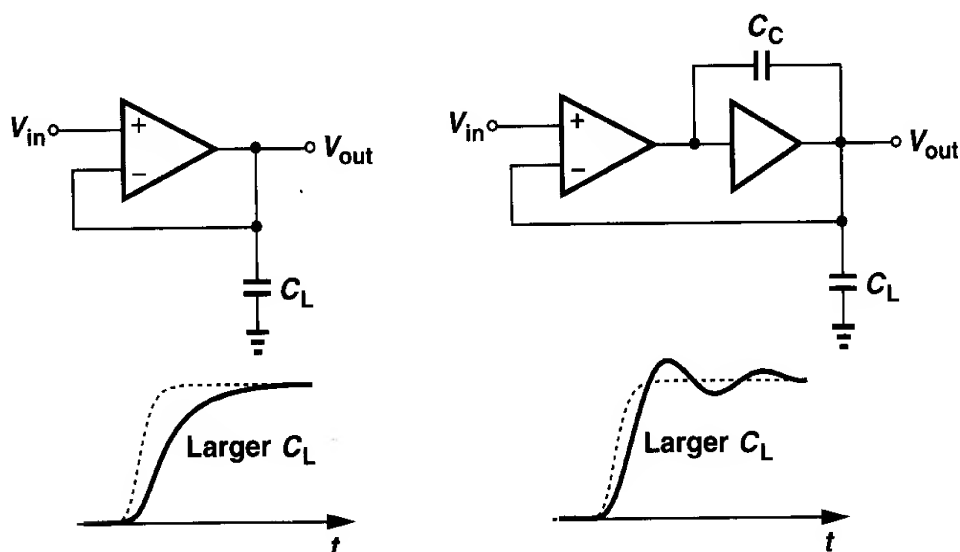 C_C
V_in
+
−
V_out
V_in
+
−
V_out
C_L
C_L
Larger C_L
t
Larger C_L
t